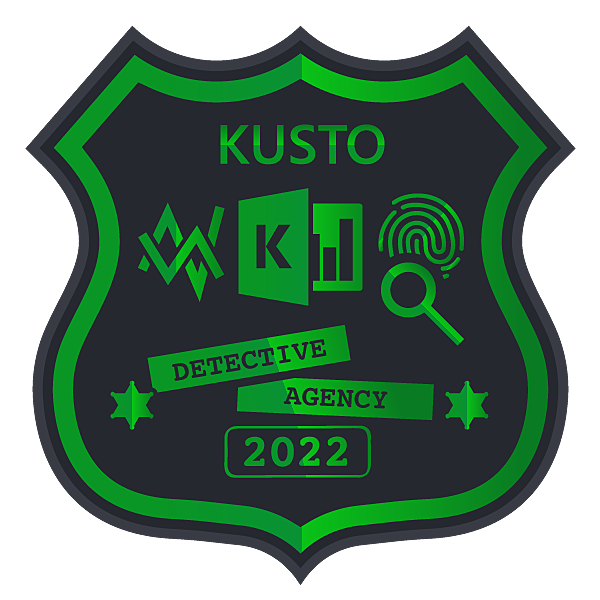 KUSTO
K
DETECTIVE
AGENCY
2022